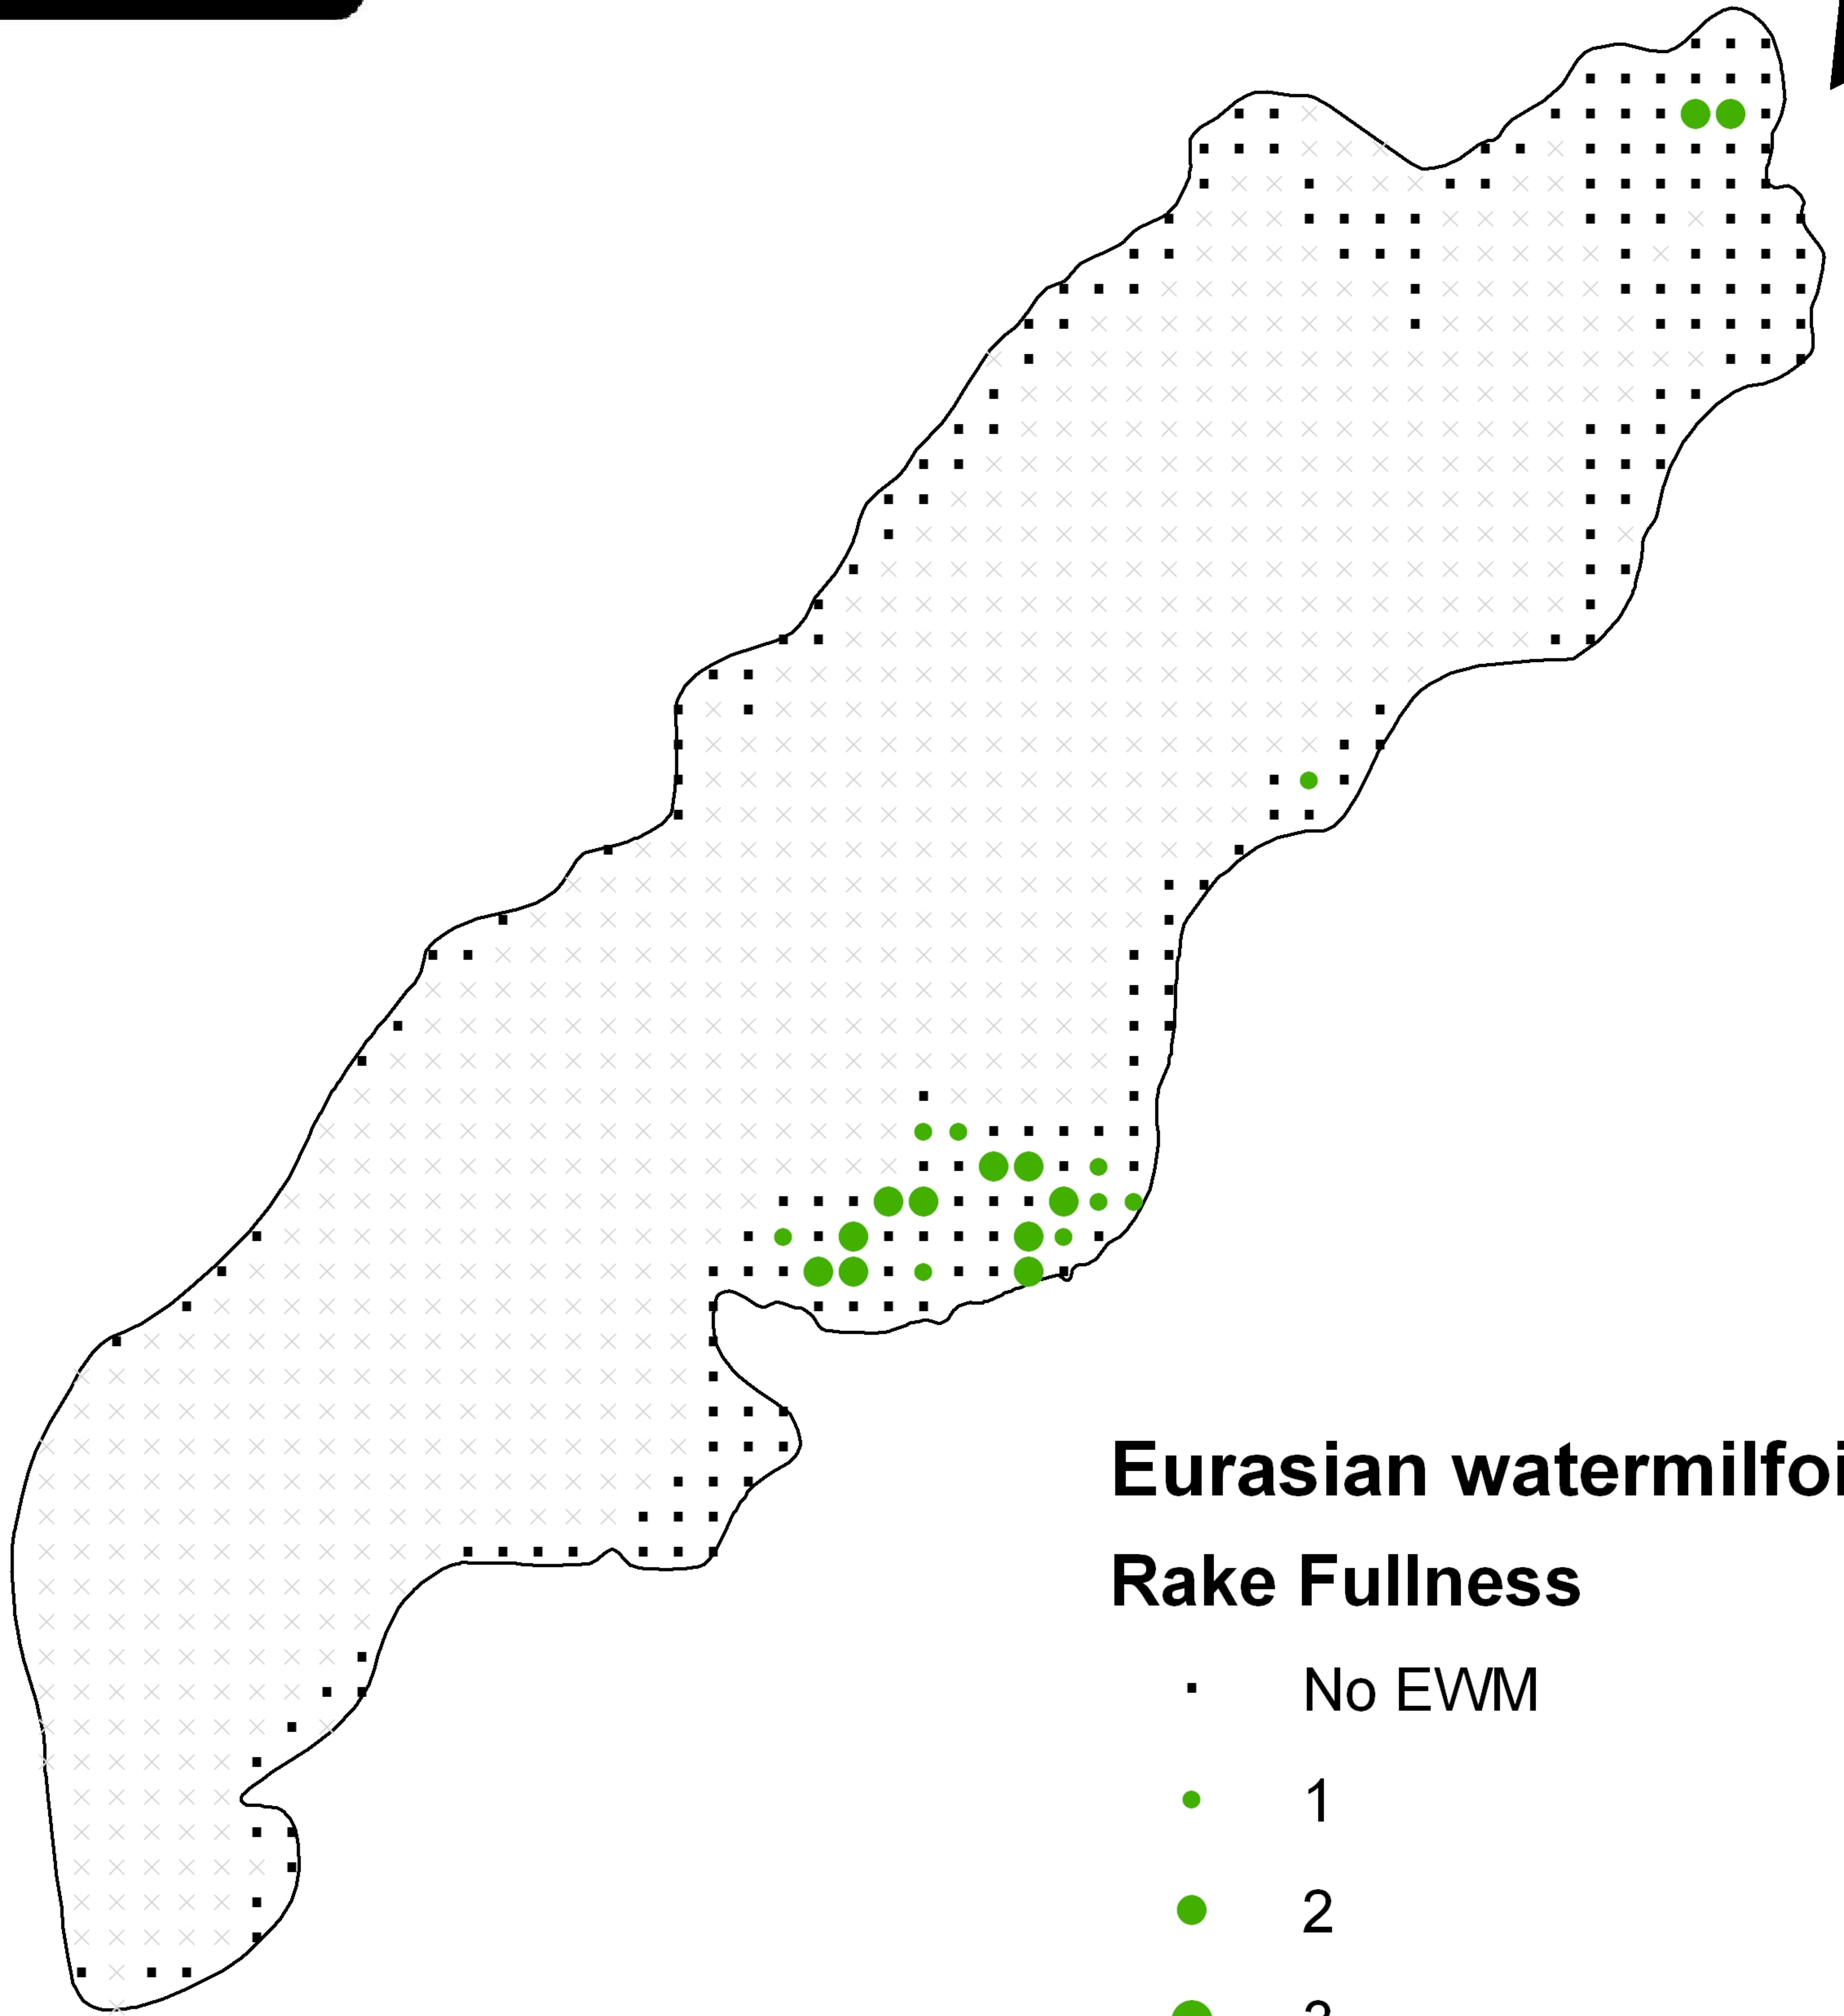 Eurasian watermilfoi
Rake Fullness
No EWM
1
2